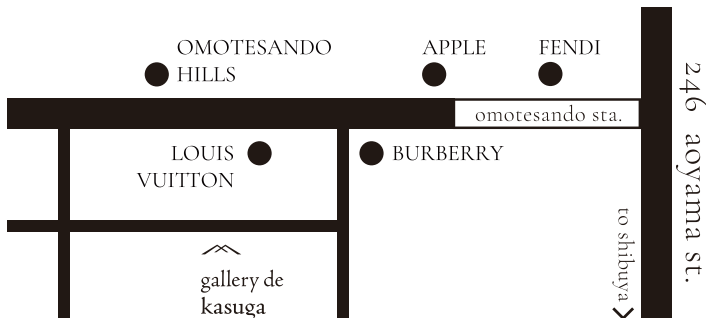 OMOTESANDO
HILLS
APPLE
FENDI
omotesando sta.
LOUIS
VUITTON
BURBERRY
246 aoyama st.
to shibuya
gallery de
kasuga